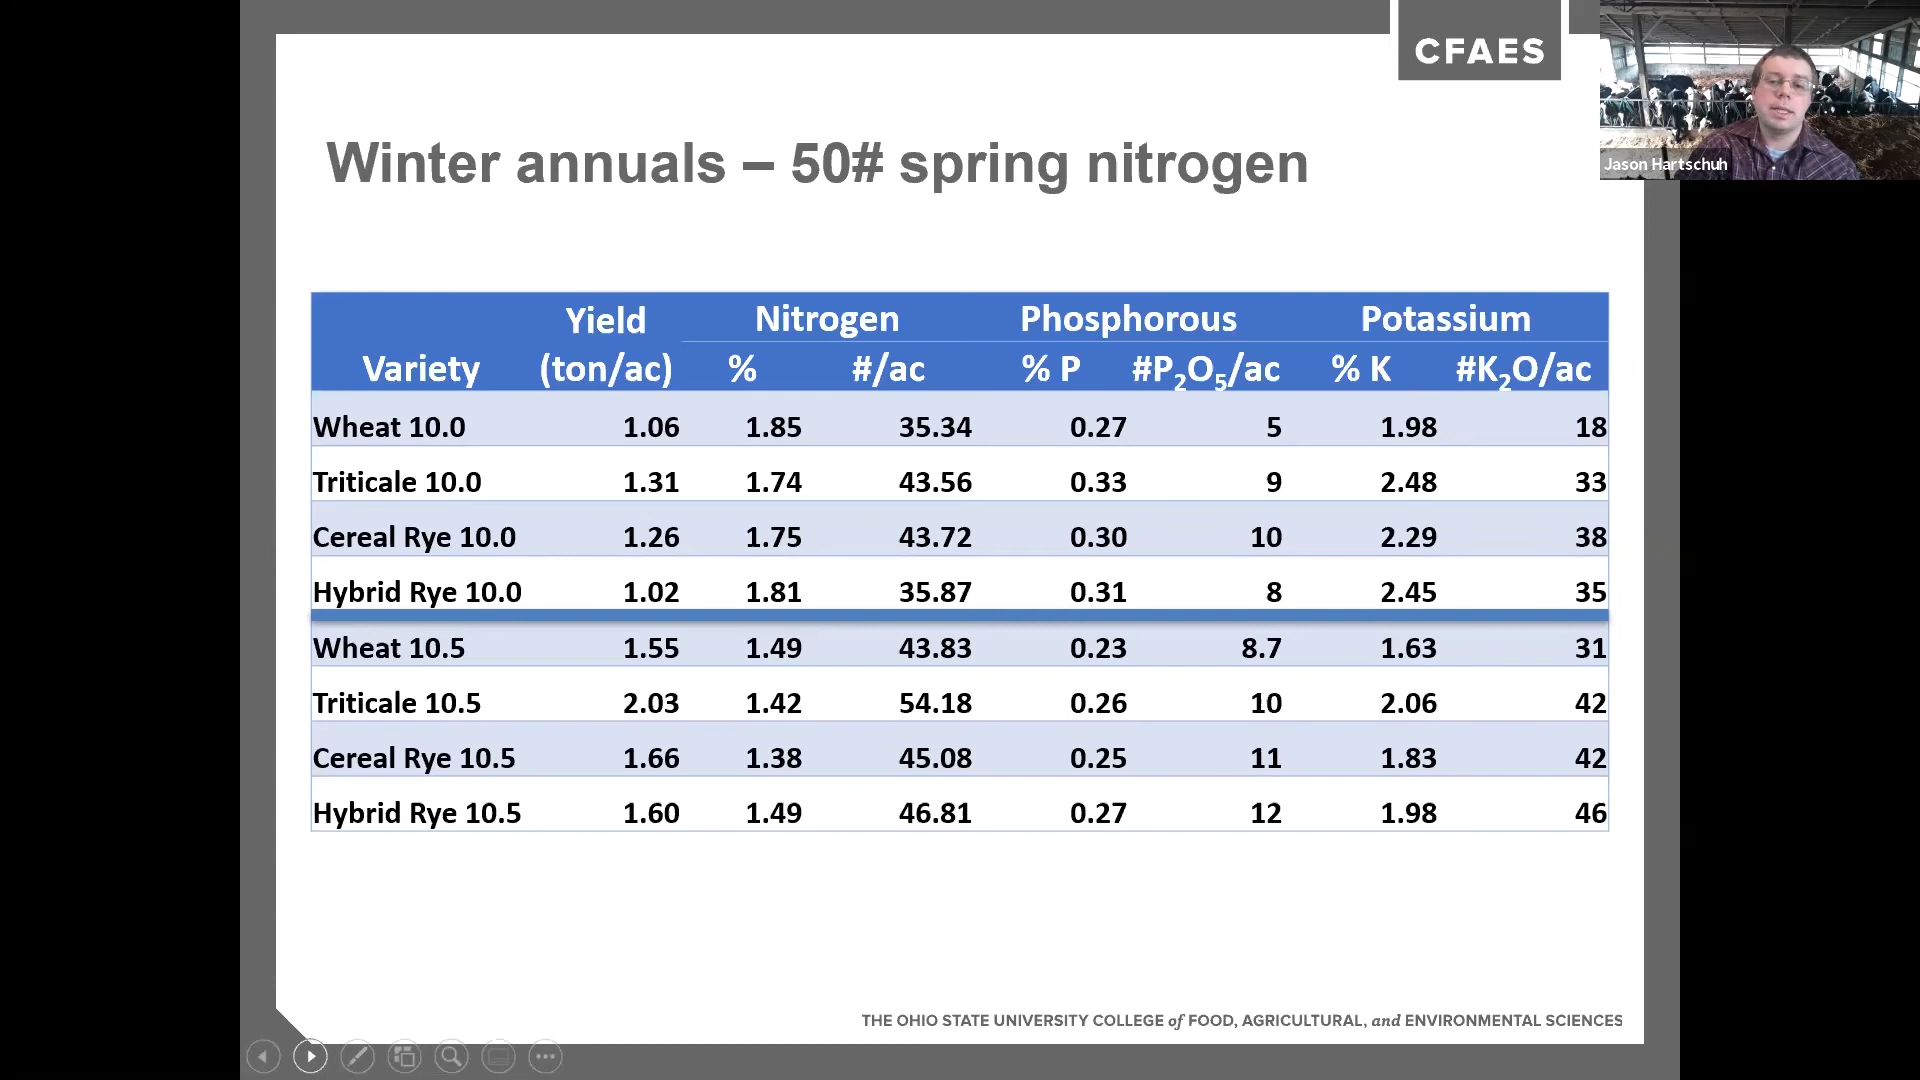 CFAES
Jason Hartschuh
Winter annuals – 50# spring nitrogen
Variety Yield (ton/ac) Nitrogen Phosphorous Potassium
% #/ac % P #P₂O₅/ac % K #K₂O/ac
Wheat 10.0 1.06 1.85 35.34 0.27 5 1.98 18
Triticale 10.0 1.31 1.74 43.56 0.33 9 2.48 33
Cereal Rye 10.0 1.26 1.75 43.72 0.30 10 2.29 38
Hybrid Rye 10.0 1.02 1.81 35.87 0.31 8 2.45 35
Wheat 10.5 1.55 1.49 43.83 0.23 8.7 1.63 31
Triticale 10.5 2.03 1.42 54.18 0.26 10 2.06 42
Cereal Rye 10.5 1.66 1.38 45.08 0.25 11 1.83 42
Hybrid Rye 10.5 1.60 1.49 46.81 0.27 12 1.98 46
THE OHIO STATE UNIVERSITY COLLEGE of FOOD, AGRICULTURAL, and ENVIRONMENTAL SCIENCES